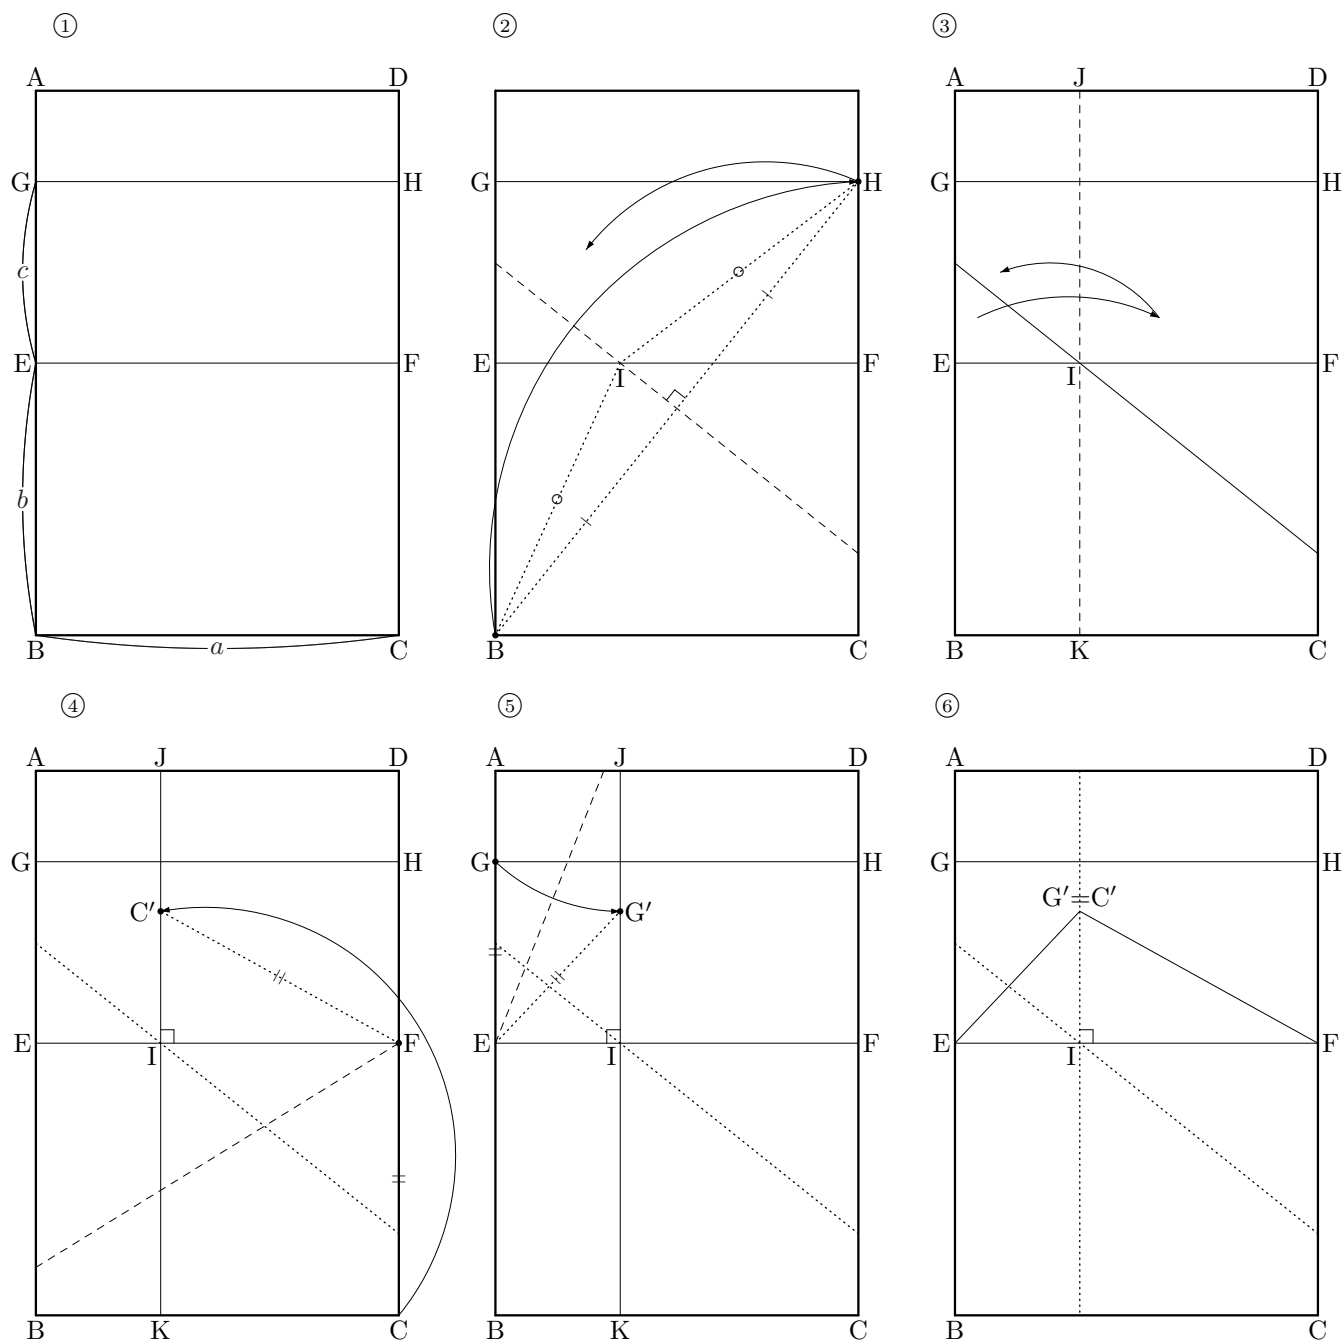 ① ② ③
A D A J D
G H G H G H
c
E F E I F E I F
b
a
B C B C B K C
④ ⑤ ⑥
A J D A J D A D
G H G H G H
C′ G′ G′=C′
E I F E I F E I F
B K C B K C B C